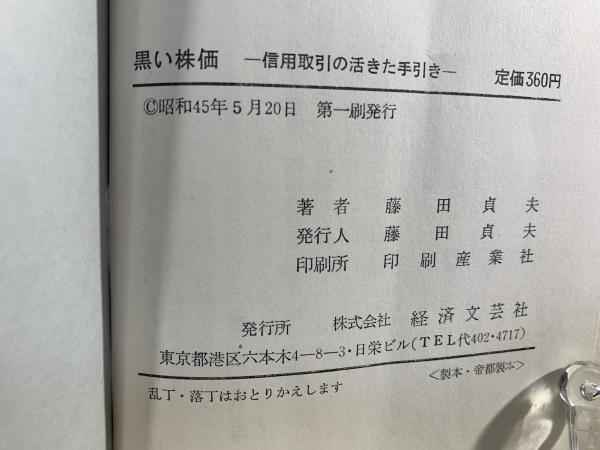 黒い株価 ―信用取引の活きた手引き― 定価360円
©昭和45年5月20日 第一刷発行
著者 藤田貞夫
発行人 藤田貞夫
印刷所 印刷産業社
発行所 株式会社 経済文芸社
東京都港区六本木4―8―3・日栄ビル(TEL代402・4717)
<製本・帝都製本>
乱丁・落丁はおとりかえします